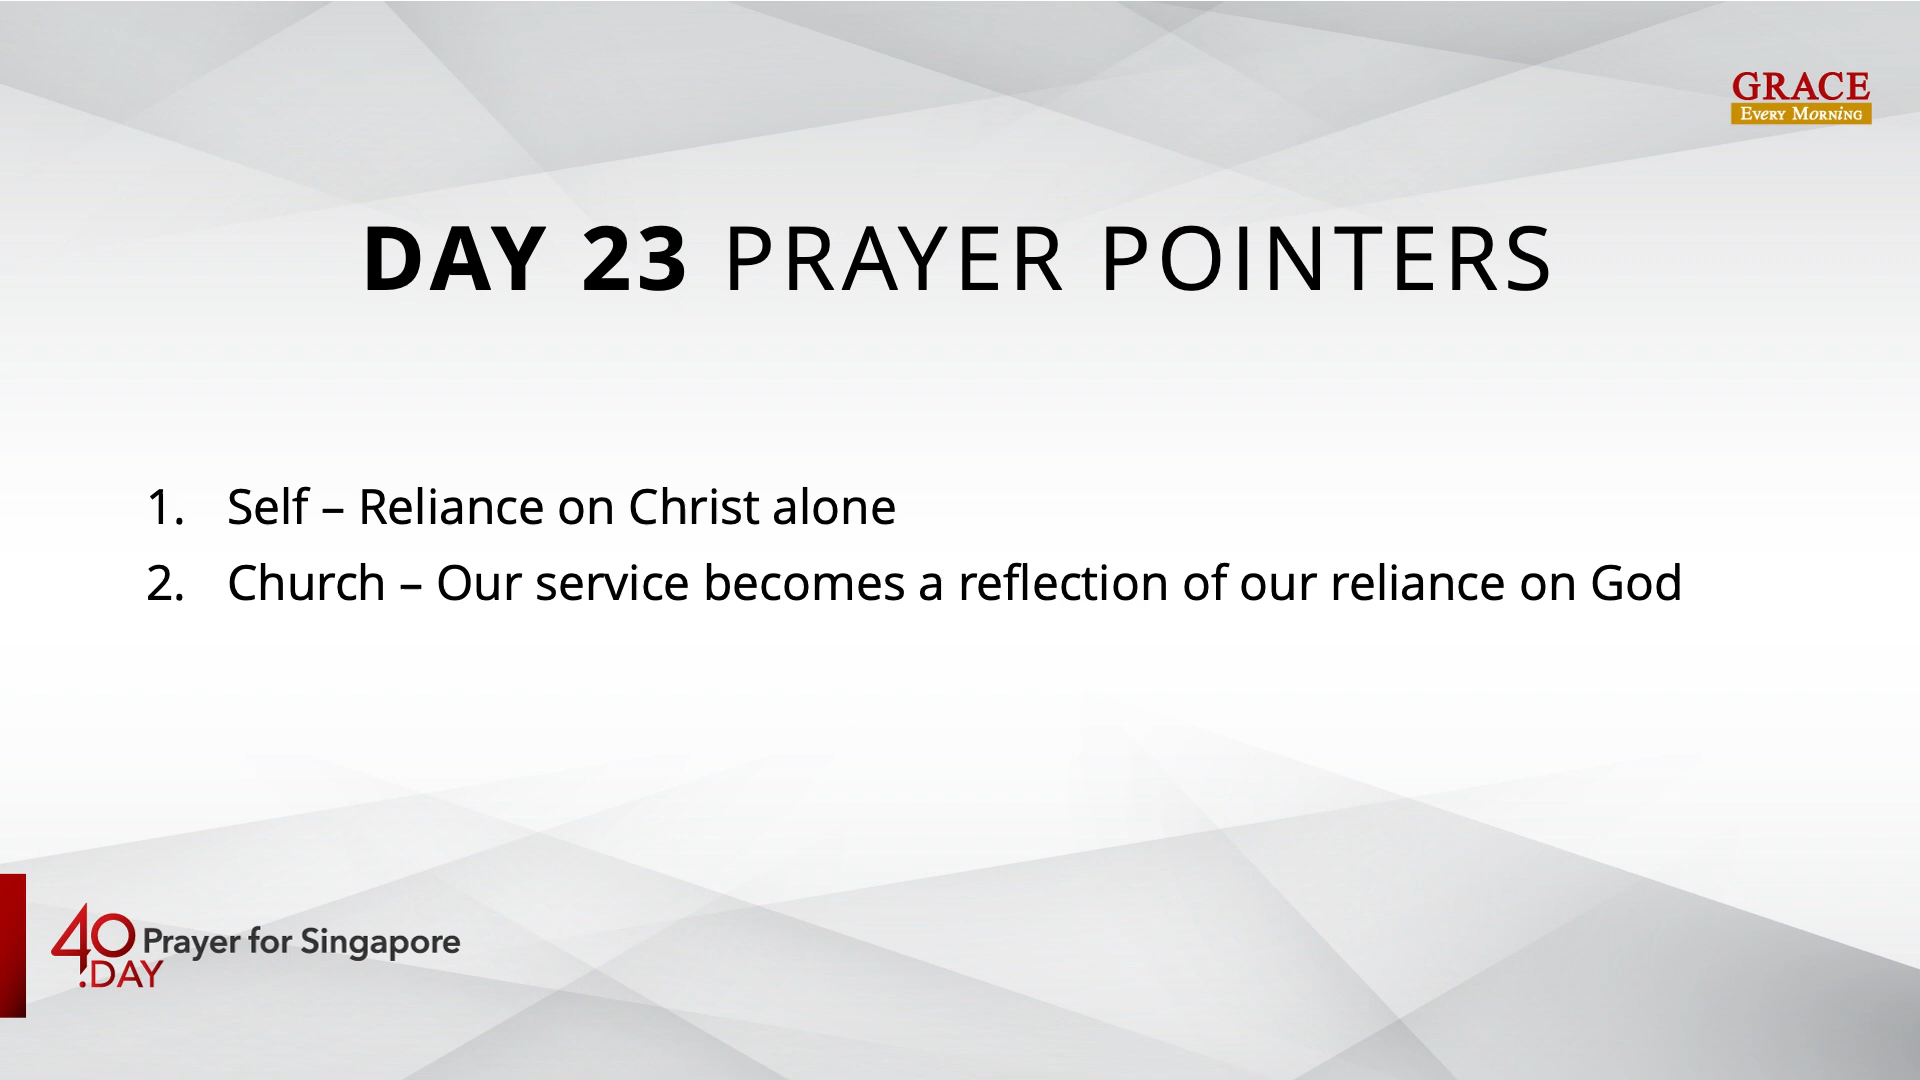 GRACE
Every Morning
DAY 23 PRAYER POINTERS
1. Self – Reliance on Christ alone
2. Church – Our service becomes a reflection of our reliance on God
40 Prayer for Singapore
.DAY